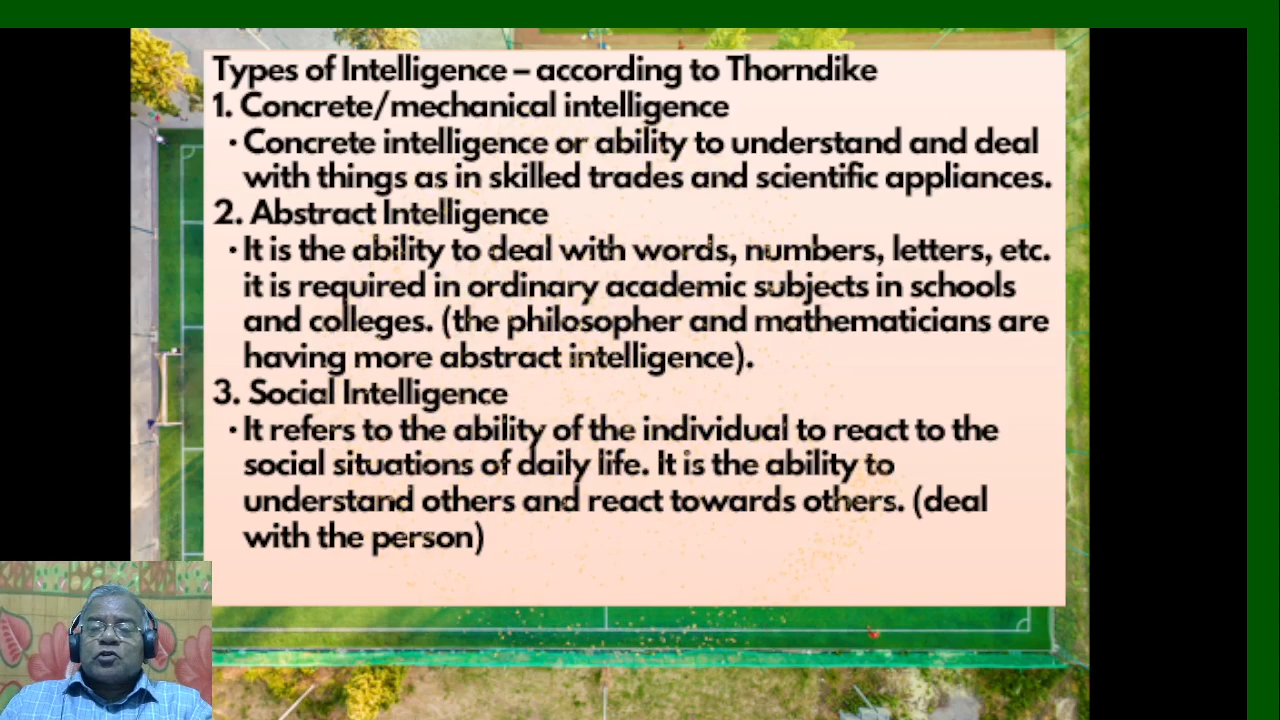 Types of Intelligence – according to Thorndike
1. Concrete/mechanical intelligence
• Concrete intelligence or ability to understand and deal
with things as in skilled trades and scientific appliances.
2. Abstract Intelligence
• It is the ability to deal with words, numbers, letters, etc.
it is required in ordinary academic subjects in schools
and colleges. (the philosopher and mathematicians are
having more abstract intelligence).
3. Social Intelligence
• It refers to the ability of the individual to react to the
social situations of daily life. It is the ability to
understand others and react towards others. (deal
with the person)